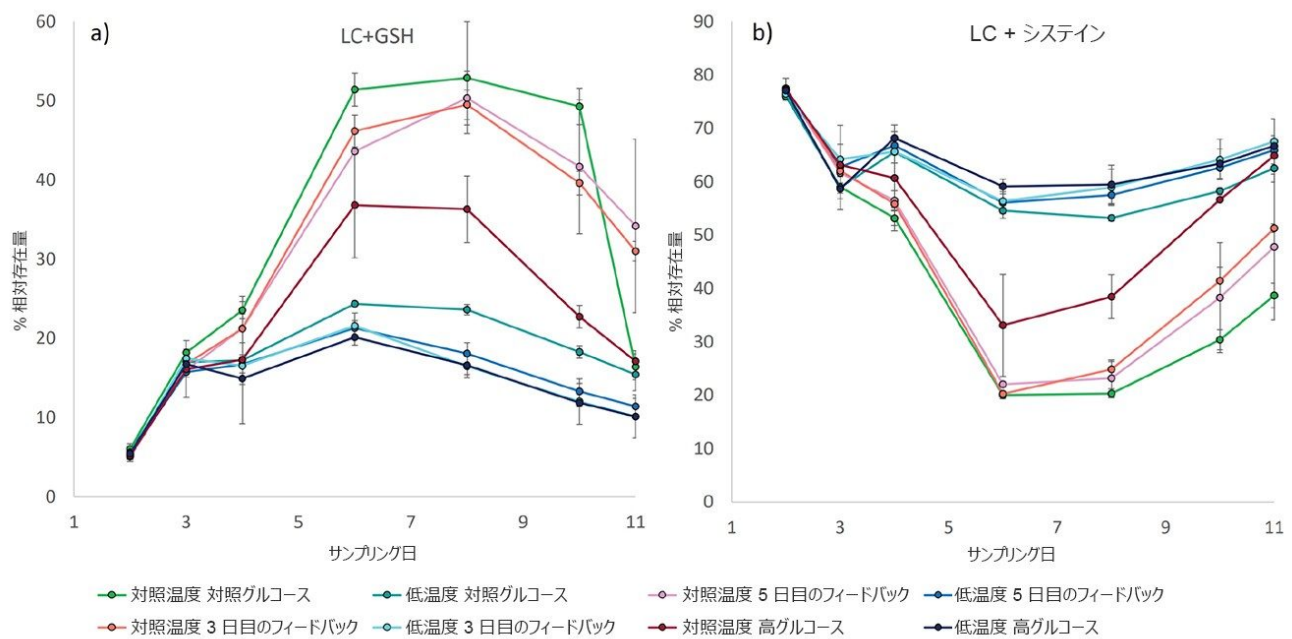 a)
LC+GSH
60
50
40
30
20
10
0
% 相対存在量
1 3 5 7 9 11
サンプリング日
b)
LC + システイン
90
80
70
60
50
40
30
20
10
0
% 相対存在量
1 3 5 7 9 11
サンプリング日
対照温度 対照グルコース
低温度 対照グルコース
対照温度 5 日目のフィードバック
低温度 5 日目のフィードバック
対照温度 3 日目のフィードバック
低温度 3 日目のフィードバック
対照温度 高グルコース
低温度 高グルコース